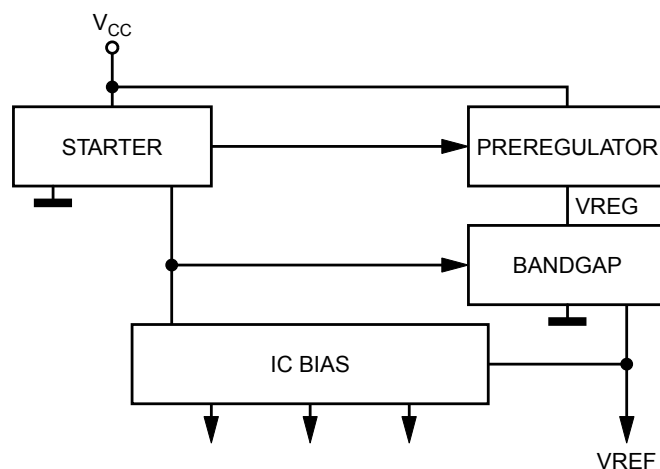 VCC
STARTER
PREREGULATOR
VREG
BANDGAP
IC BIAS
VREF